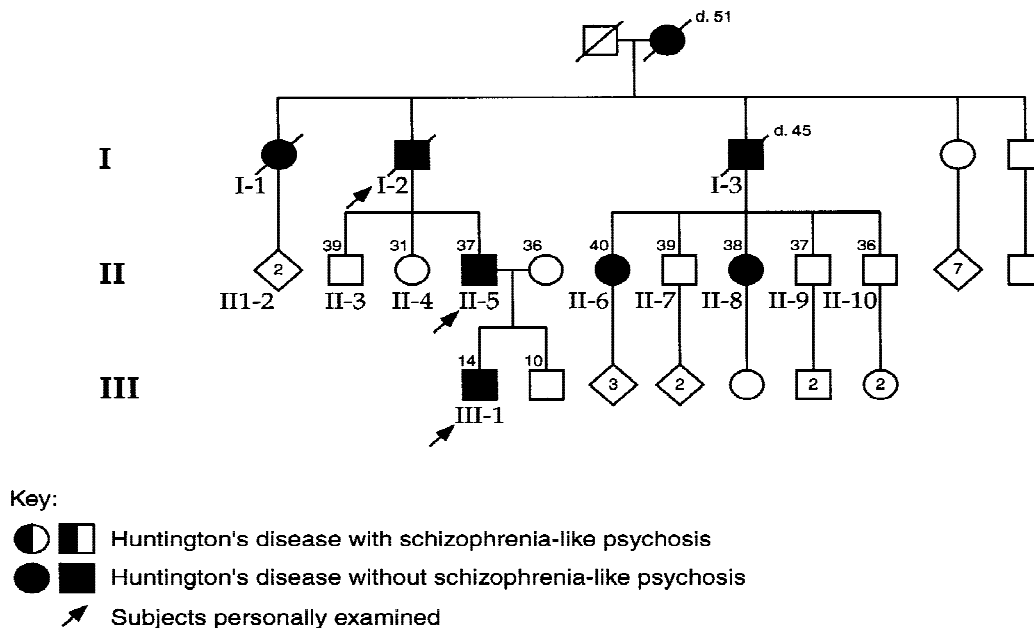 d. 51
I
d. 45
I-1
I-2
I-3
II
2
39
31
37
36
40
39
38
37
36
7
II1-2
II-3
II-4
II-5
II-6
II-7
II-8
II-9
II-10
III
14
10
3
2
2
2
III-1
Key:
Huntington's disease with schizophrenia-like psychosis
Huntington's disease without schizophrenia-like psychosis
Subjects personally examined